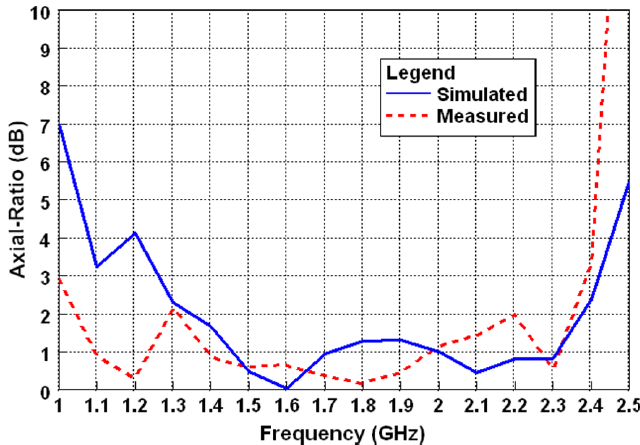 10
9
8
7
6
5
4
3
2
1
0
Axial-Ratio (dB)
Legend
Simulated
Measured
1 1.1 1.2 1.3 1.4 1.5 1.6 1.7 1.8 1.9 2 2.1 2.2 2.3 2.4 2.5
Frequency (GHz)